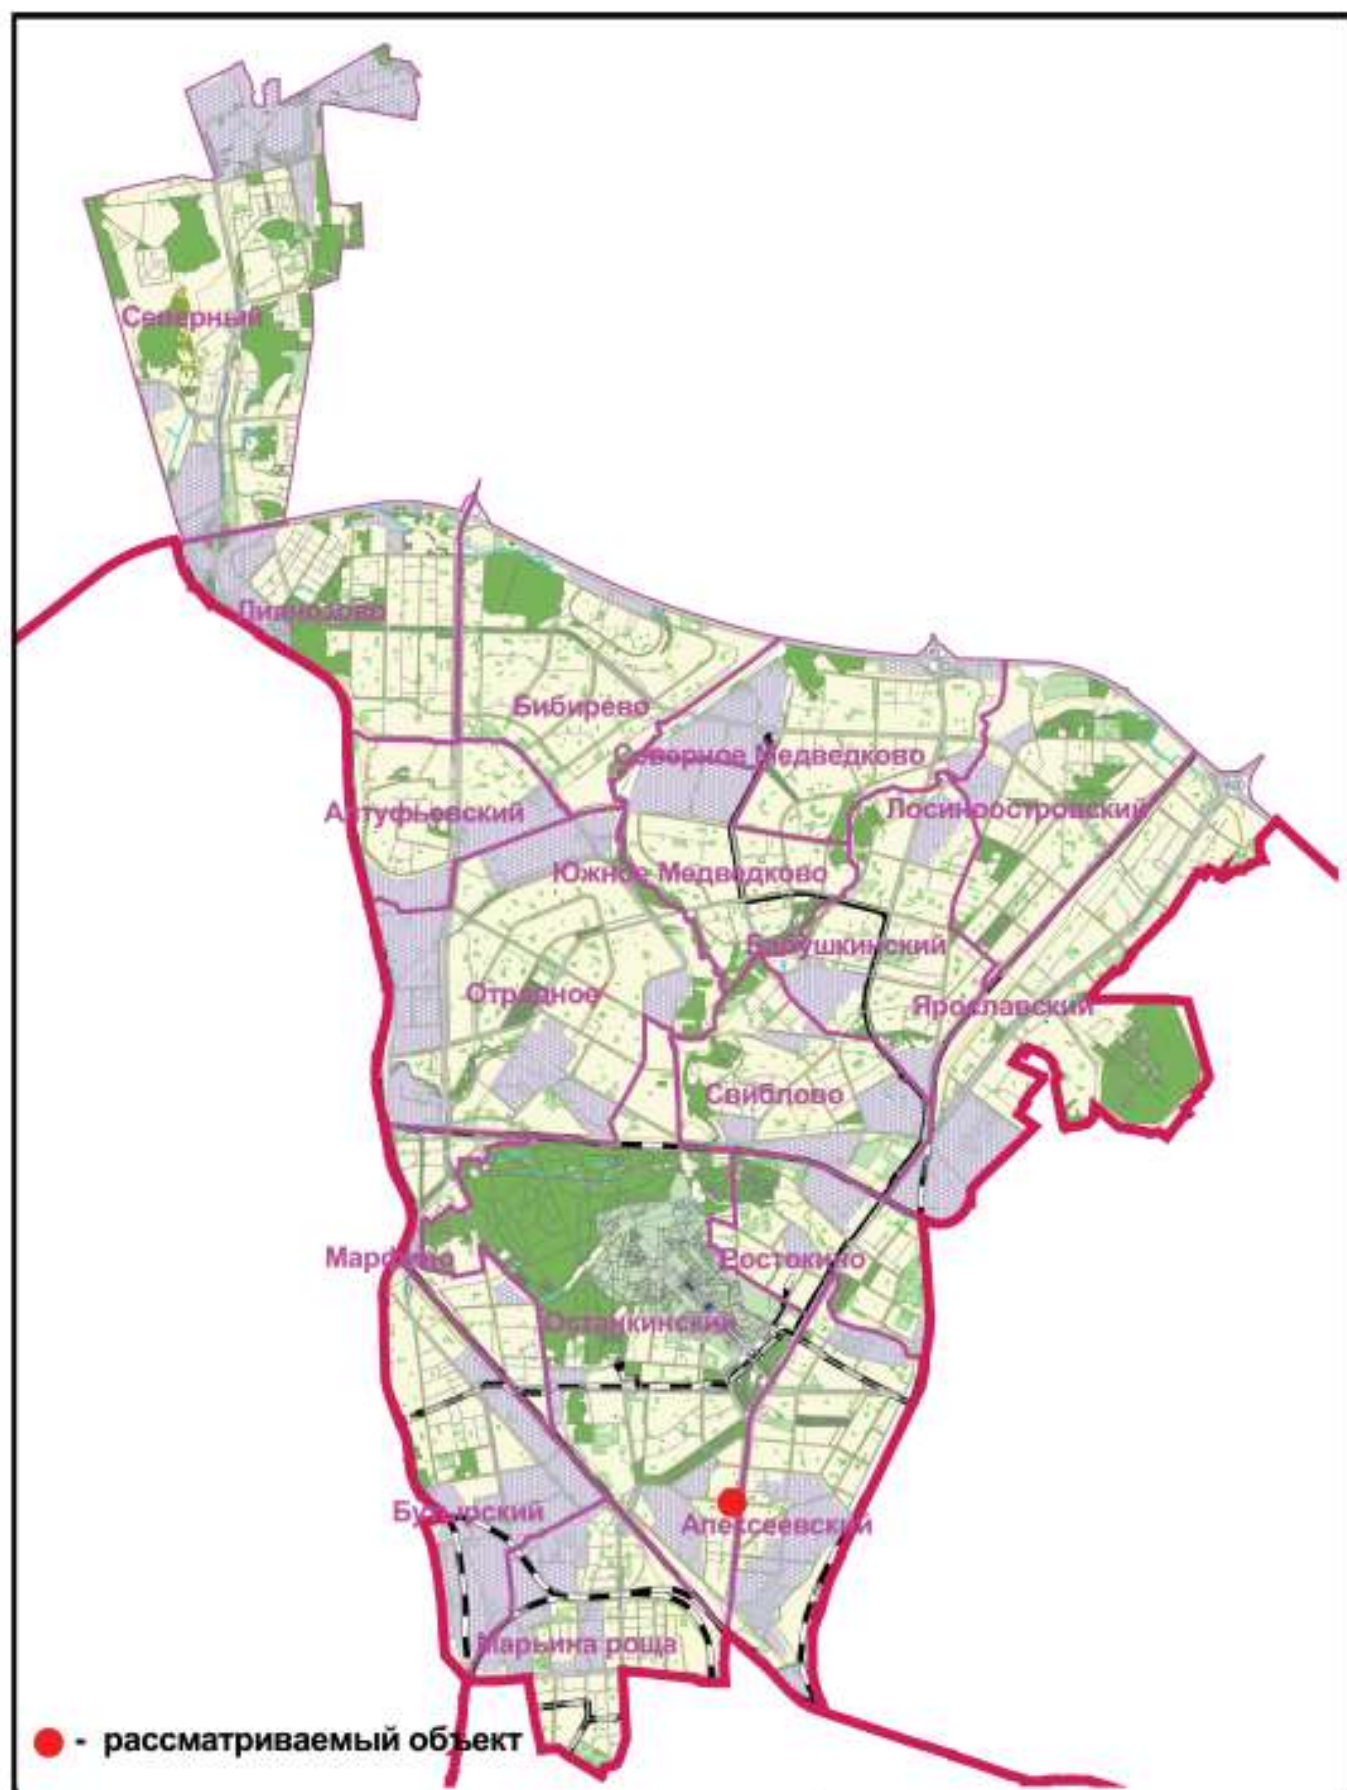 Северный
Лианозово
Бибирево
Северное Медведково
Алтуфьевский
Лосиноостровский
Южное Медведково
Бабушкинский
Отрадное
Ярославский
Свиблово
Марфино
Ростокино
Останкинский
Бутырский
Алексеевский
Марьина роща
- рассматриваемый объект